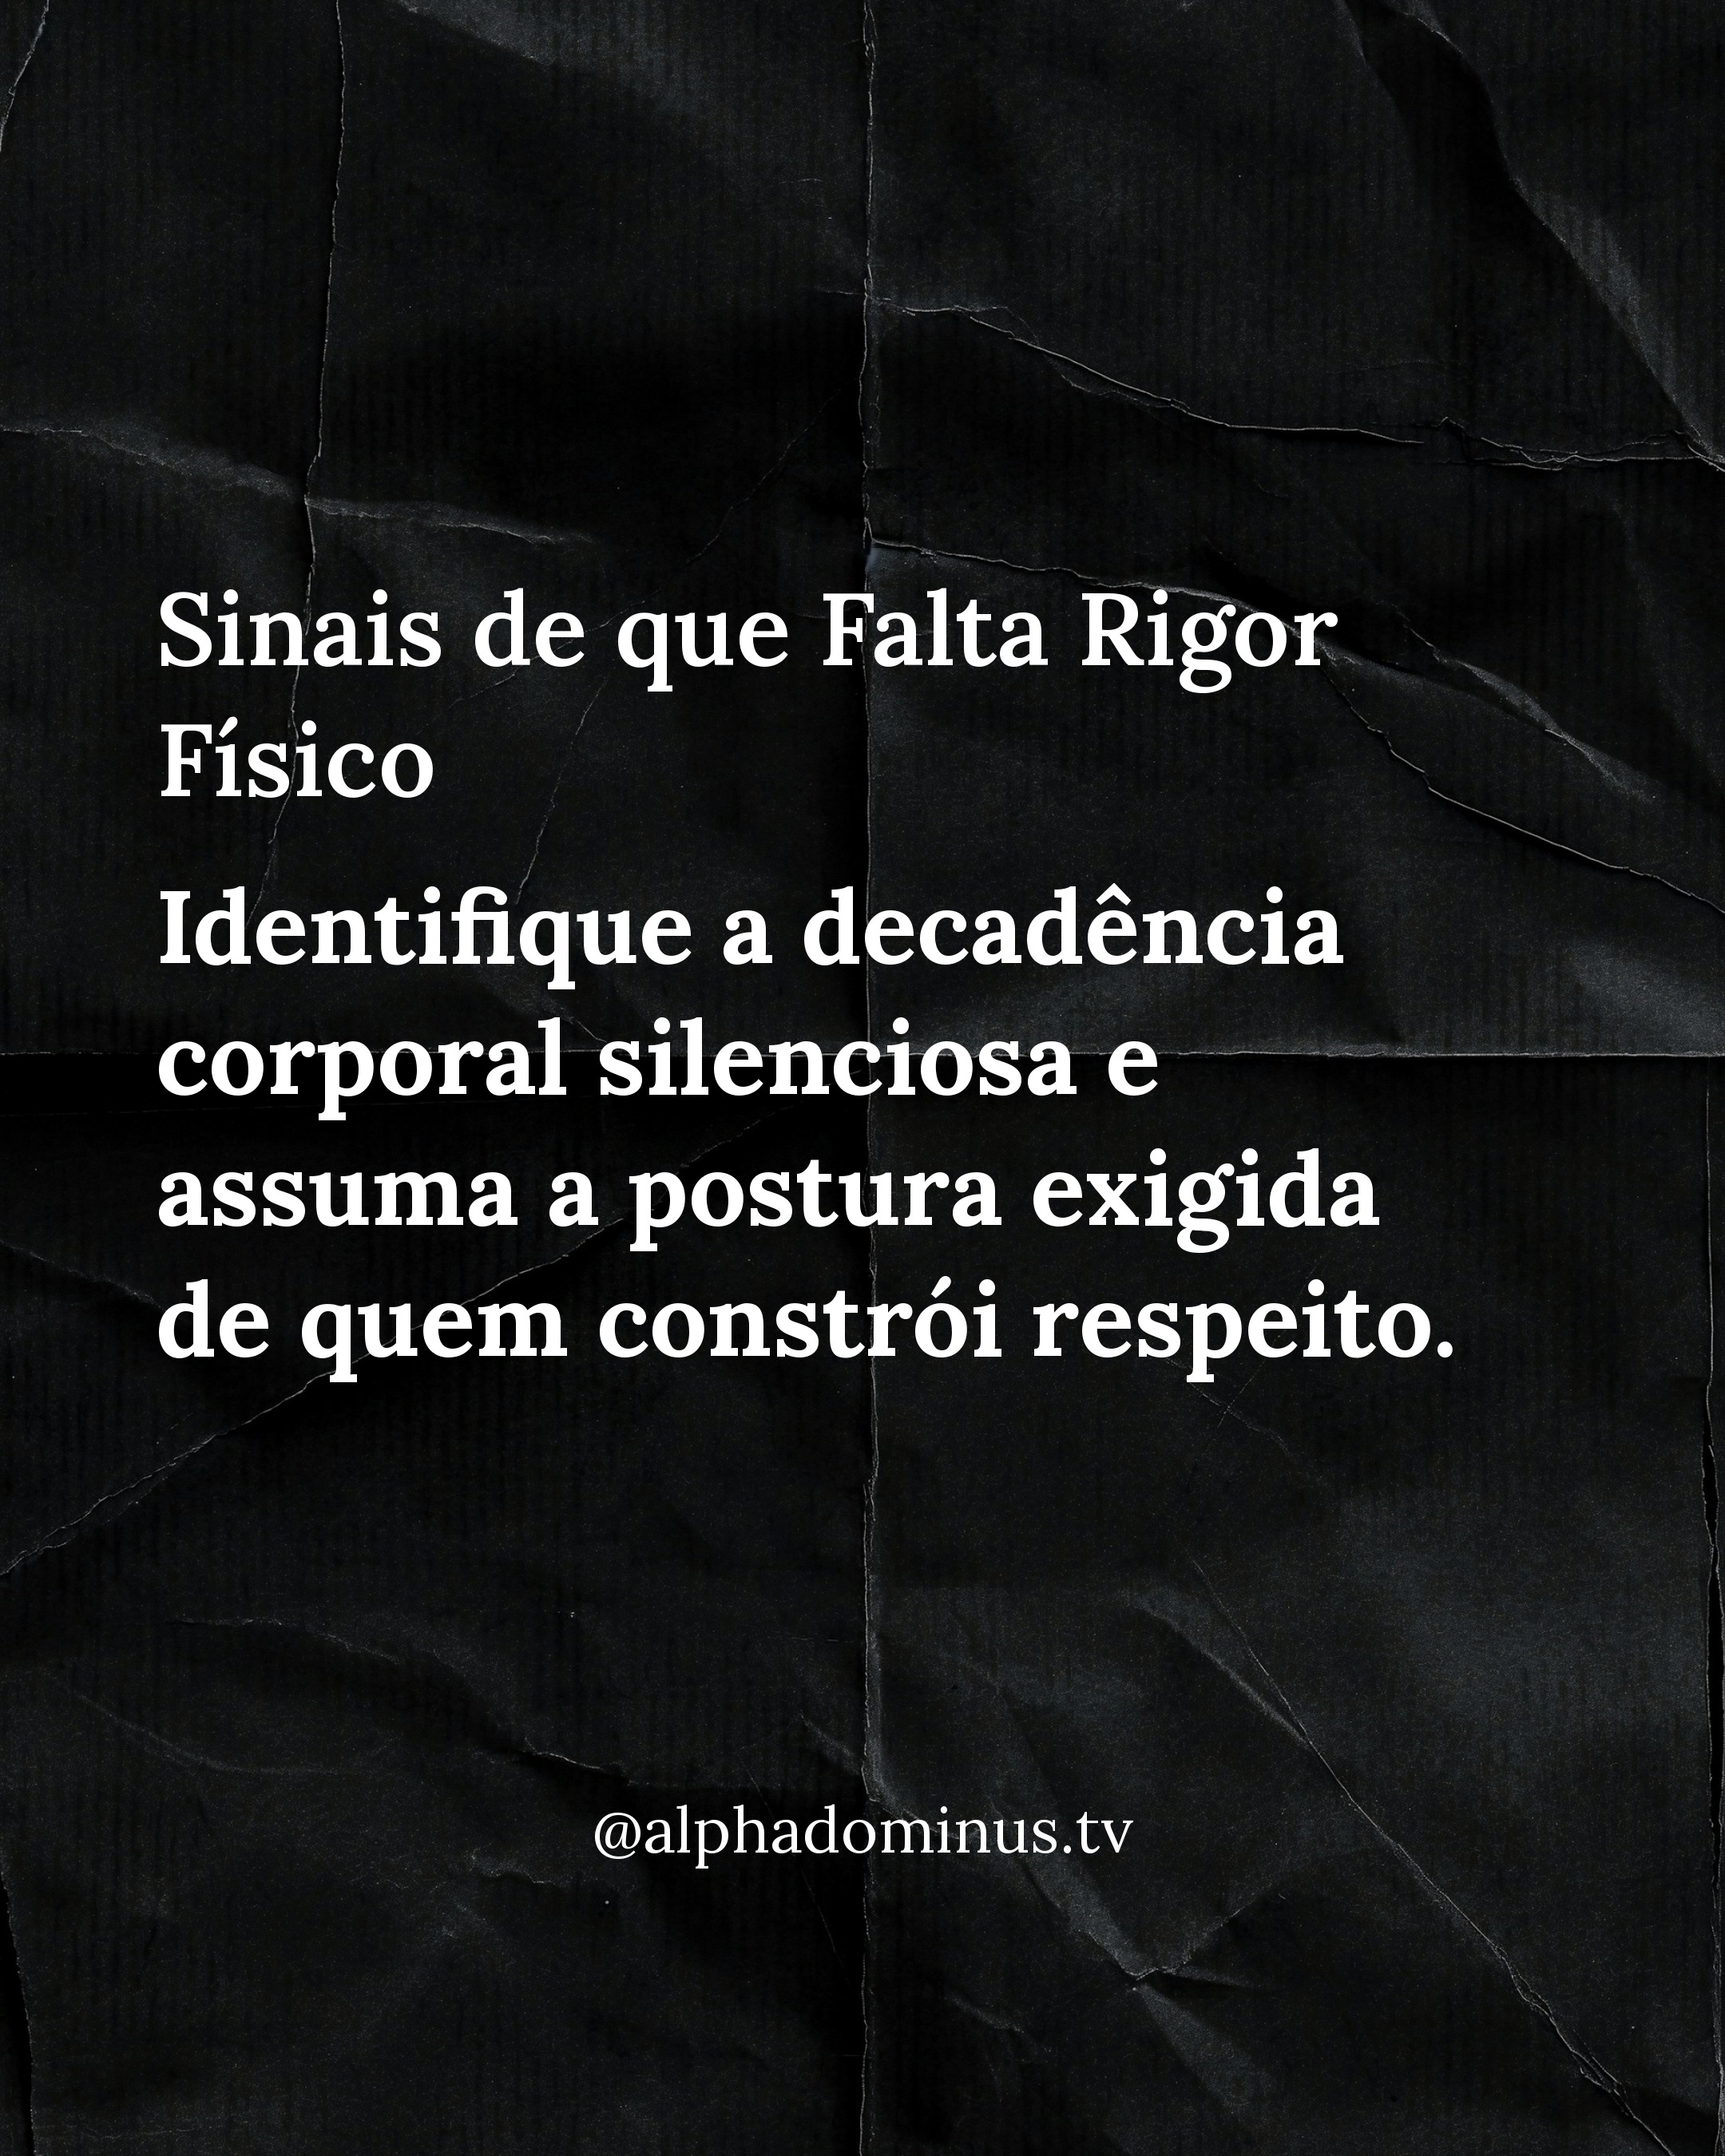 Sinais de que Falta Rigor
Físico
Identifique a decadência
corporal silenciosa e
assuma a postura exigida
de quem constrói respeito.
@alphadominus.tv